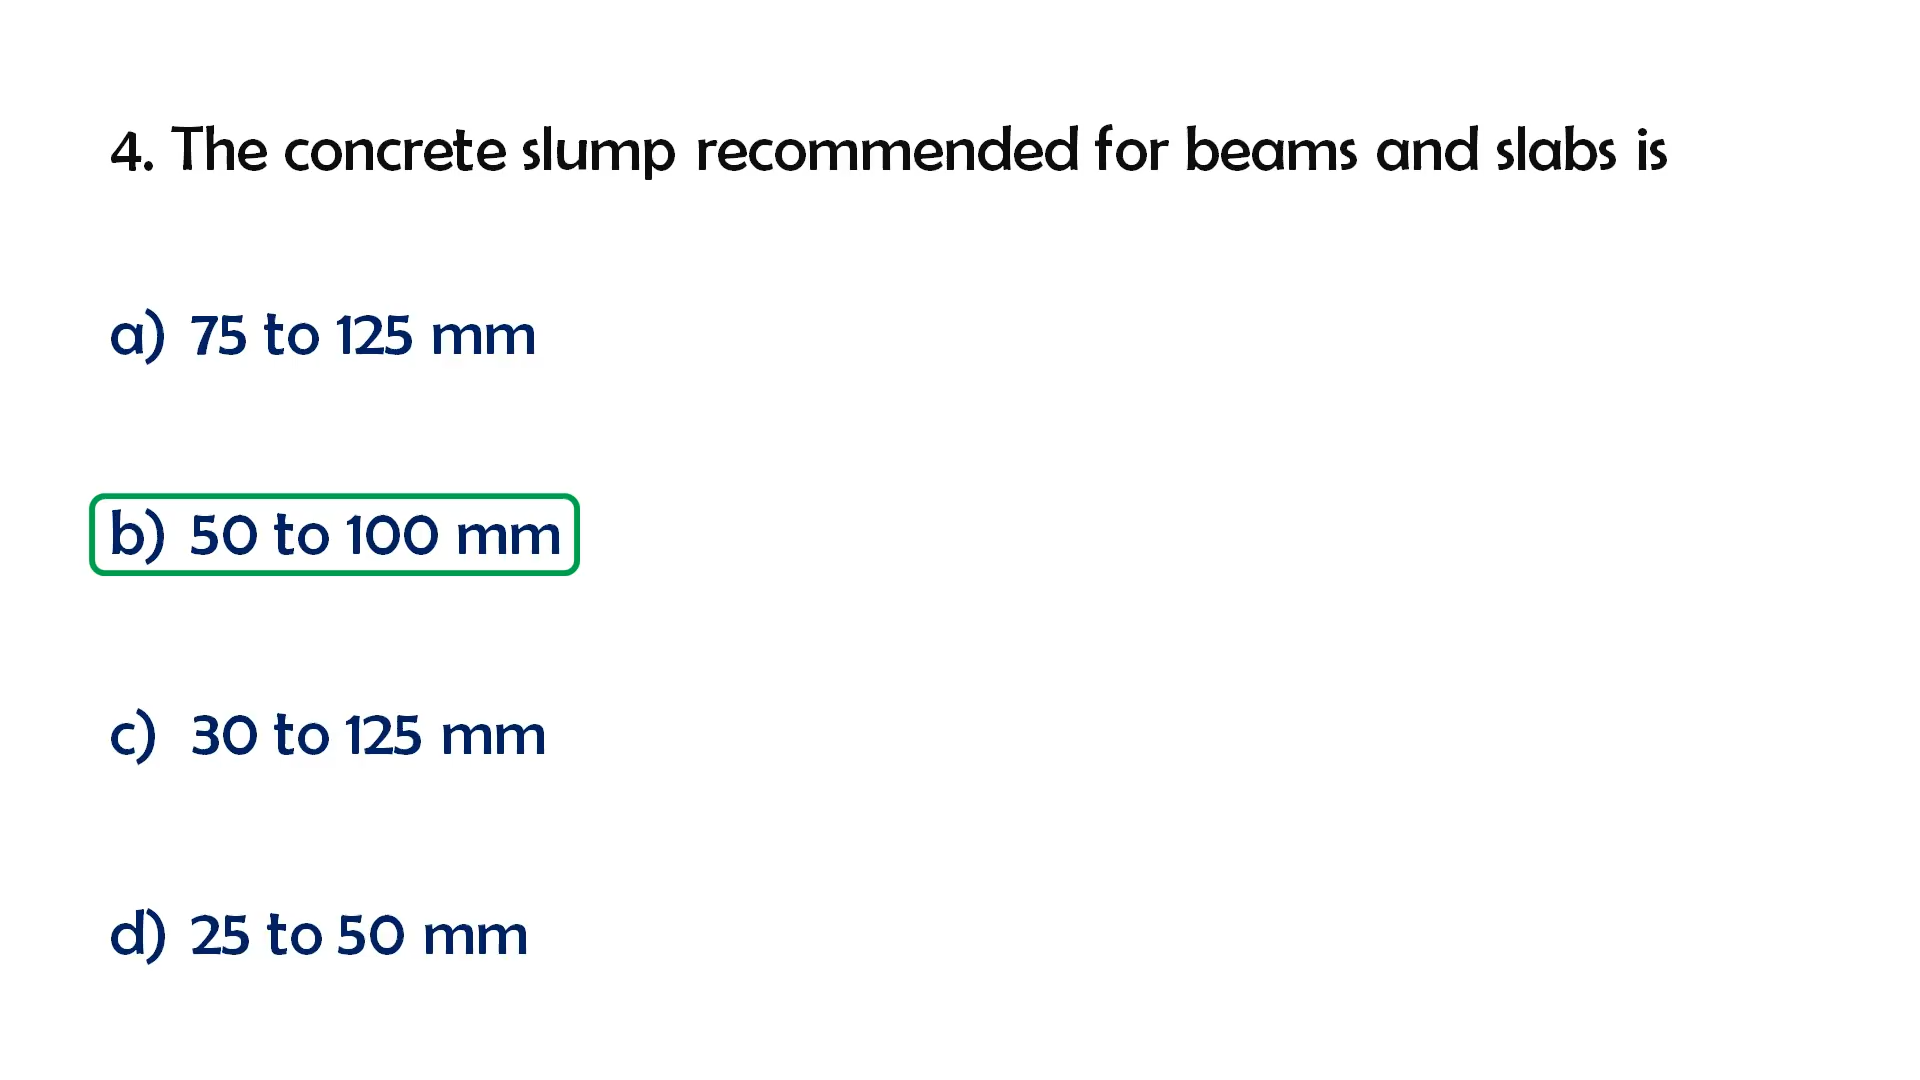 4. The concrete slump recommended for beams and slabs is
a) 75 to 125 mm
b) 50 to 100 mm
c) 30 to 125 mm
d) 25 to 50 mm